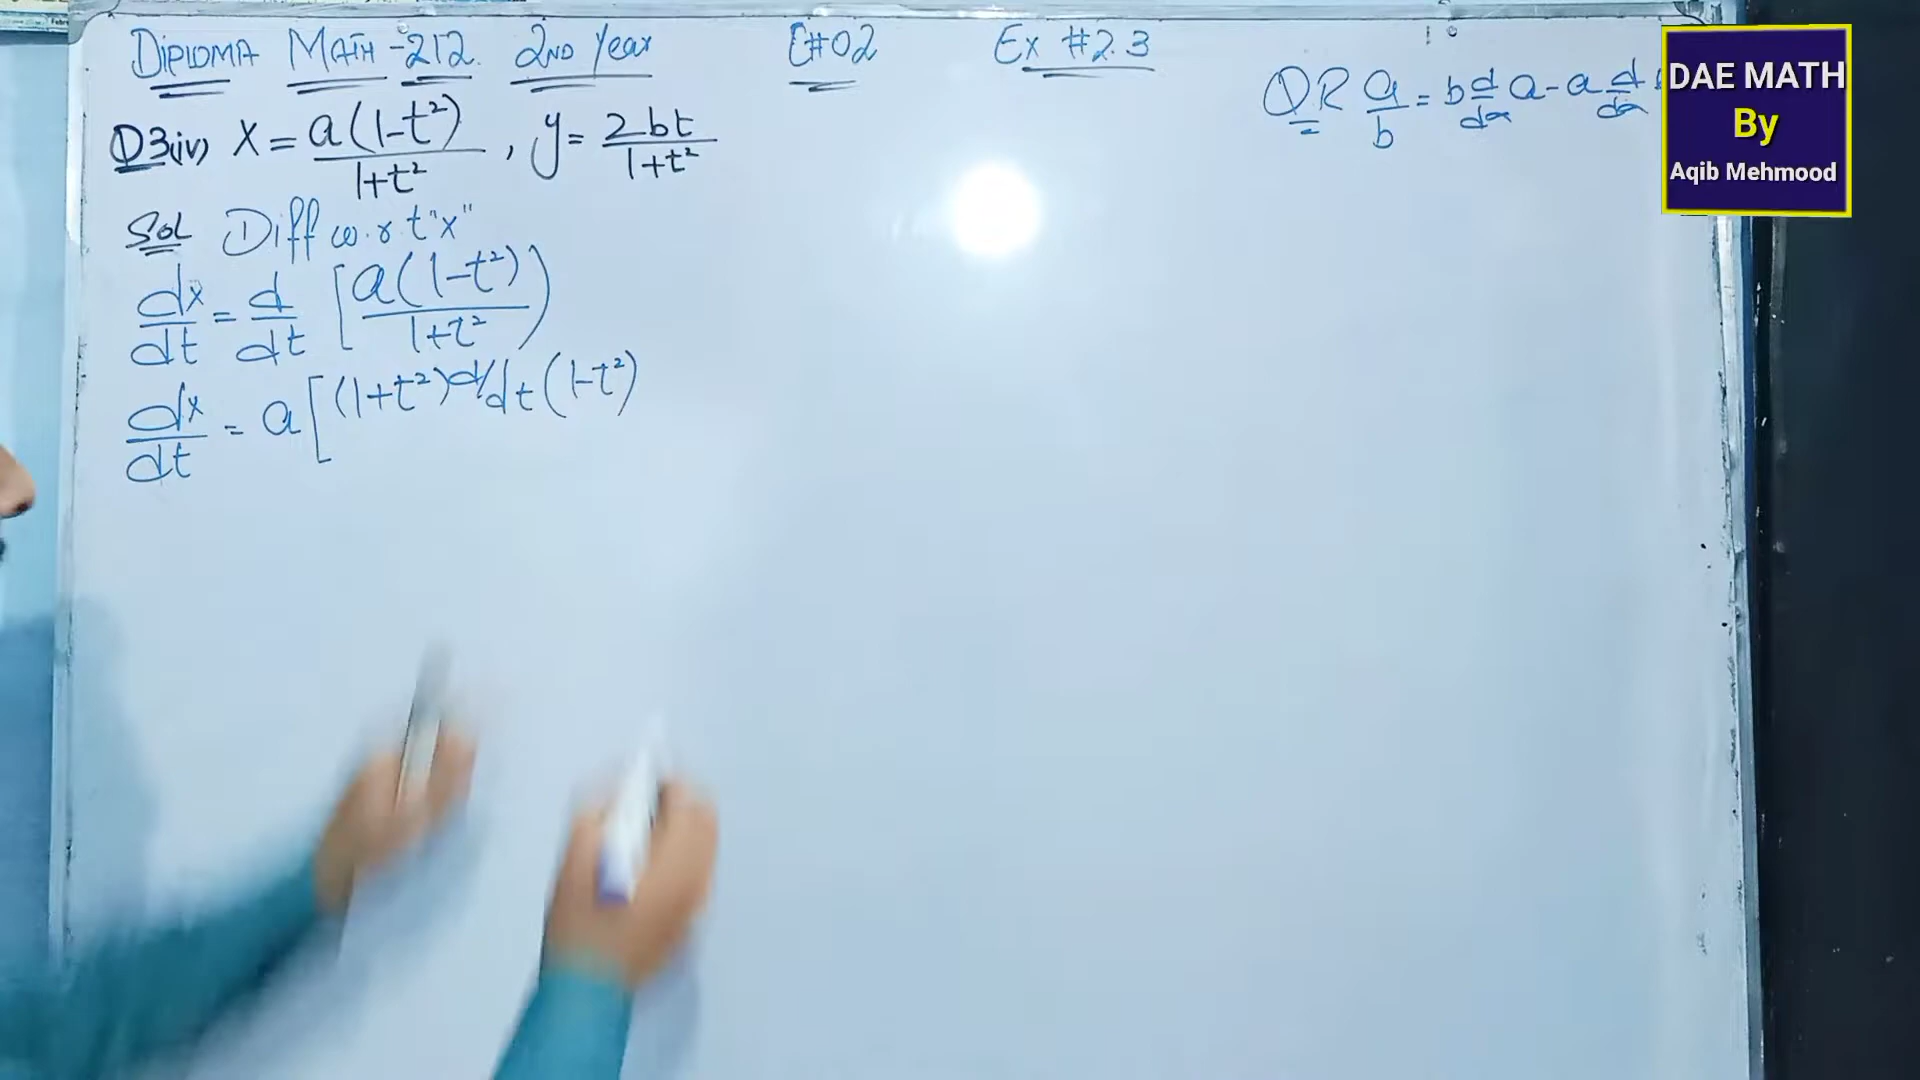 DIPLOMA MATH-212. 2ND Year C#02 Ex #2.3
QR a/b = b d/dx a - a d/dx
DAE MATH
By
Aqib Mehmood
Q3(iv) x = a(1-t²)/1+t² , y = 2bt/1+t²
Sol Diff w.r.t "x"
dx/dt = d/dt [a(1-t²)/1+t²)
dx/dt = a[(1+t²) d/dt (1-t²)